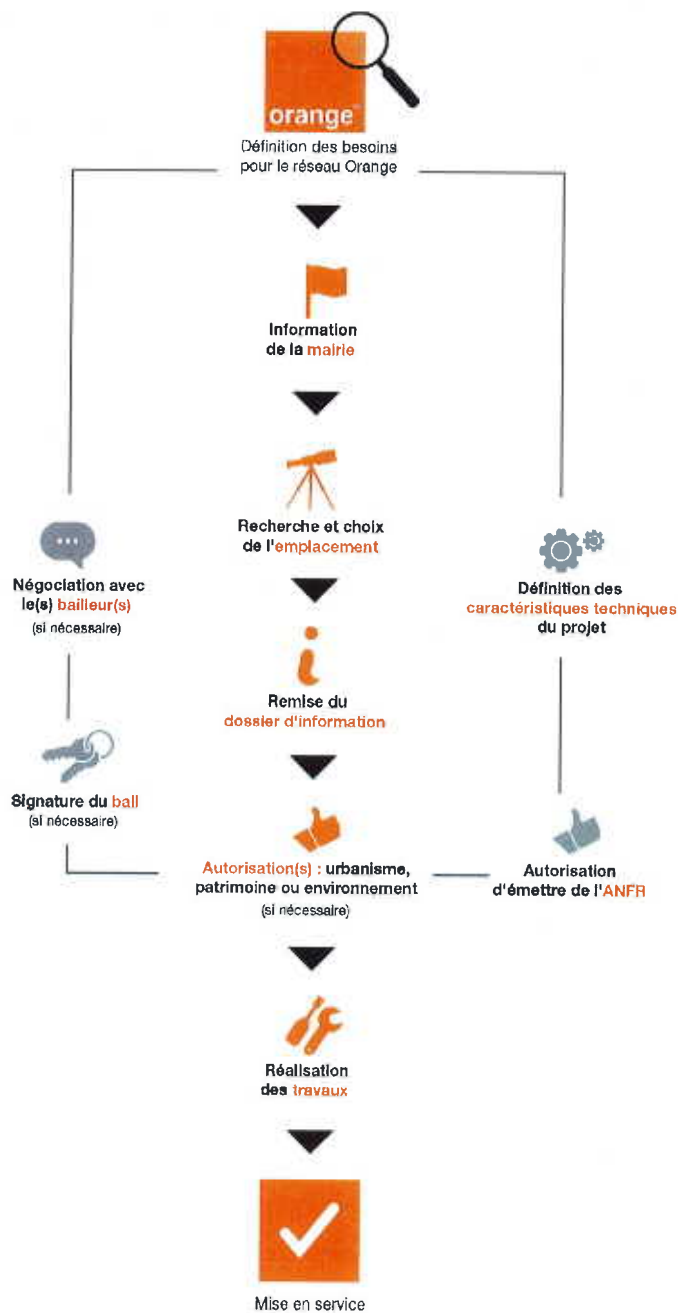 orange™
Définition des besoins
pour le réseau Orange
Information
de la mairie
Recherche et choix
de l'emplacement
Négociation avec
le(s) bailleur(s)
(si nécessaire)
Définition des
caractéristiques techniques
du projet
Remise du
dossier d'information
Signature du bail
(si nécessaire)
Autorisation(s) : urbanisme,
patrimoine ou environnement
(si nécessaire)
Autorisation
d'émettre de l'ANFR
Réalisation
des travaux
Mise en service